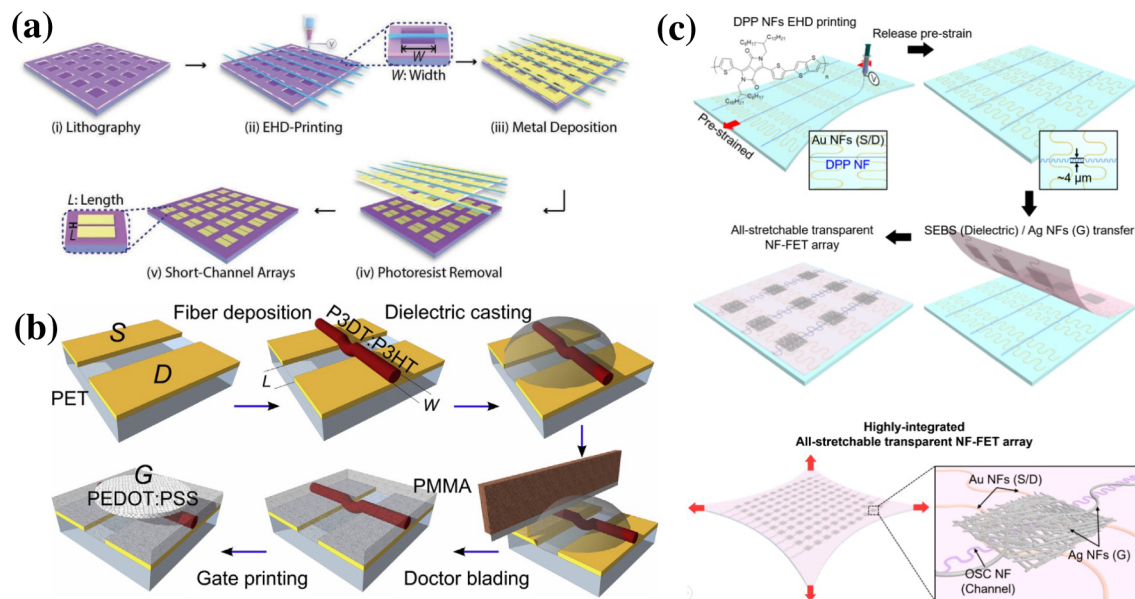 (a)
V
W
W: Width
(i) Lithography
(ii) EHD-Printing
(iii) Metal Deposition
L: Length
L
(v) Short-Channel Arrays
(iv) Photoresist Removal
(b)
Fiber deposition
Dielectric casting
S
D
PET
P3DT:P3HT
L
W
G
PEDOT:PSS
PMMA
Gate printing
Doctor blading
(c)
DPP NFs EHD printing
Release pre-strain
V
Pre-strained
Au NFs (S/D)
DPP NF
~4 μm
All-stretchable transparent
NF-FET array
SEBS (Dielectric) / Ag NFs (G) transfer
Highly-integrated
All-stretchable transparent NF-FET array
Au NFs (S/D)
Ag NFs (G)
OSC NF
(Channel)